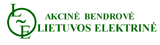 L~E
AKCINĖ BENDROVĖ
LIETUVOS ELEKTRINĖ